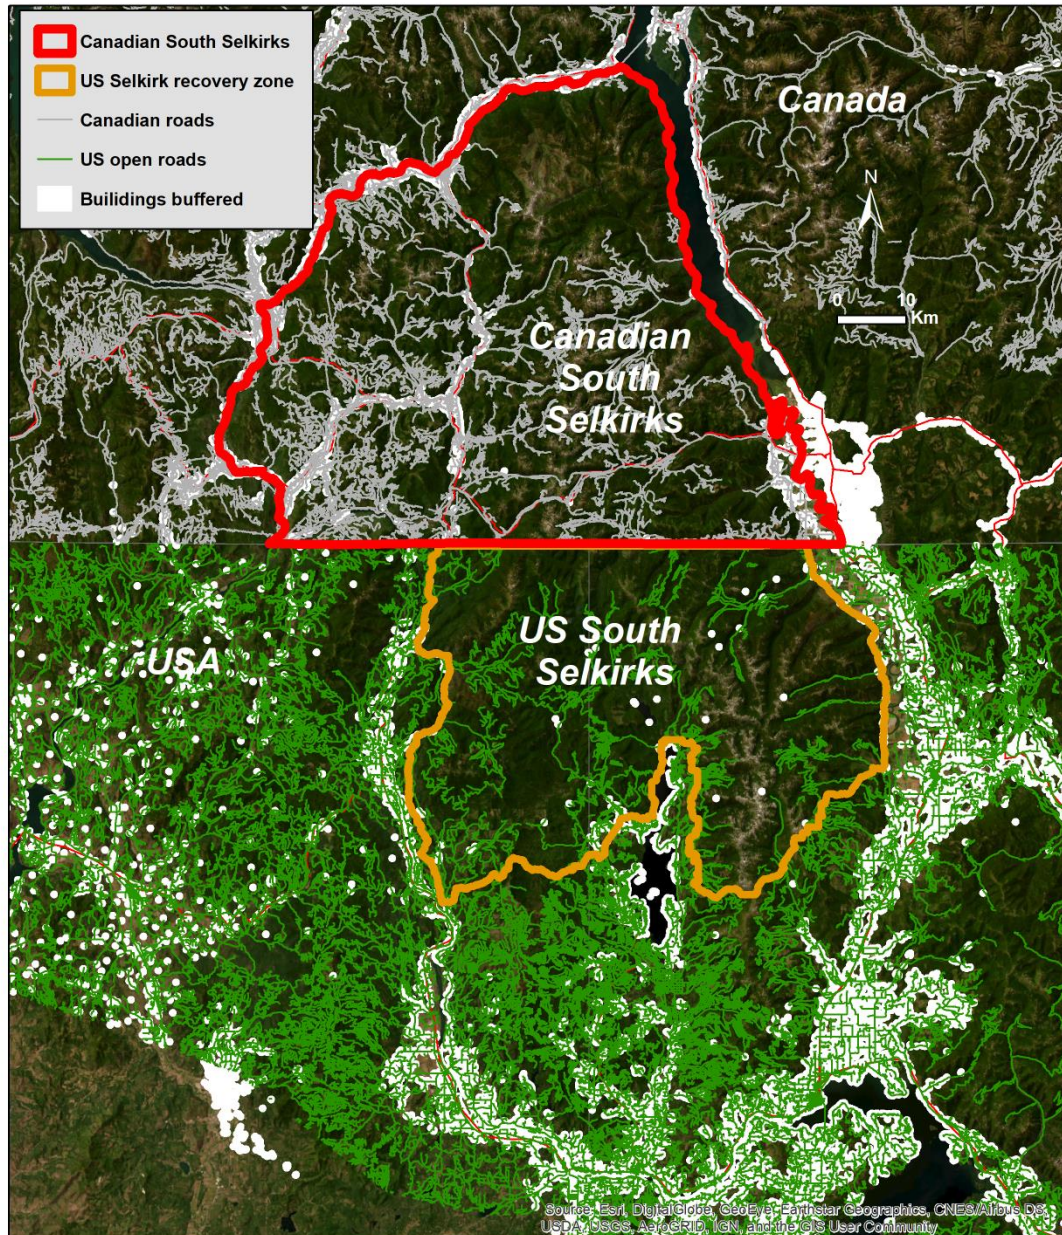 Canadian South Selkirks
US Selkirk recovery zone
Canadian roads
US open roads
Builidings buffered
Canada
N
0 10
Km
Canadian
South
Selkirks
US South
Selkirks
USA
Source: Esri, DigitalGlobe, GeoEye, Earthstar Geographics, CNES/Airbus DS,
USDA, USGS, AeroGRID, IGN, and the GIS User Community